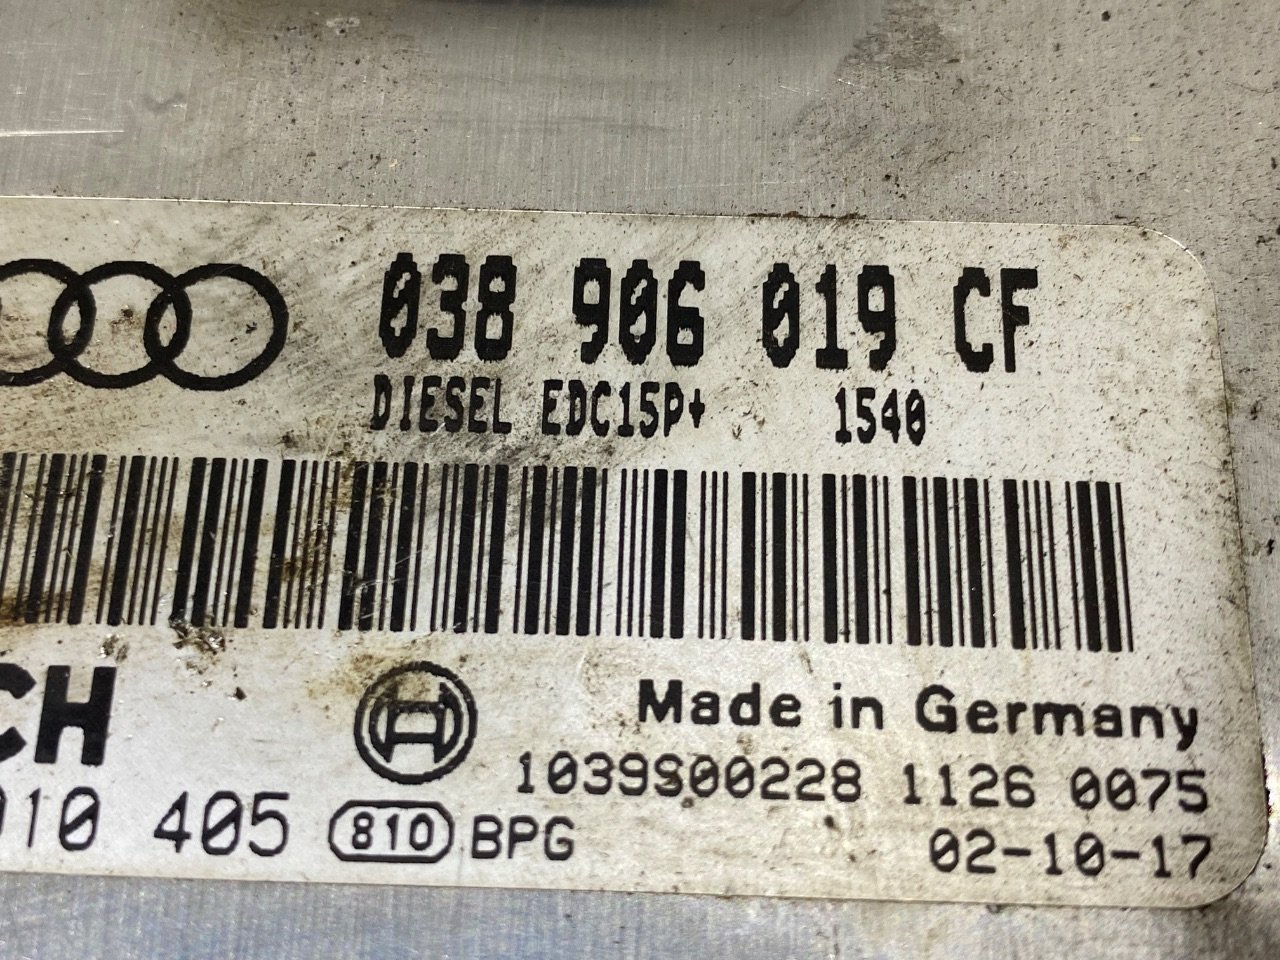 038 906 019 CF
DIESEL EDC15P+ 1540
CH
Made in Germany
1039S00228 1126 0075
010 405 810 BPG
02-10-17